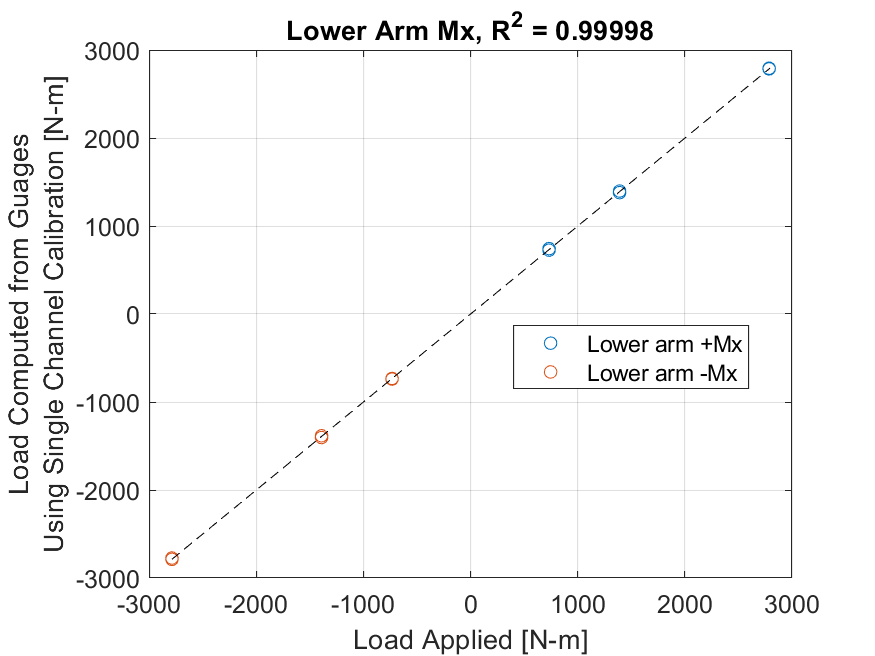 Lower Arm Mx, R2 = 0.99998
Load Computed from Guages
Using Single Channel Calibration [N-m]
3000
2000
1000
0
-1000
-2000
-3000
Lower arm +Mx
Lower arm -Mx
-3000 -2000 -1000 0 1000 2000 3000
Load Applied [N-m]